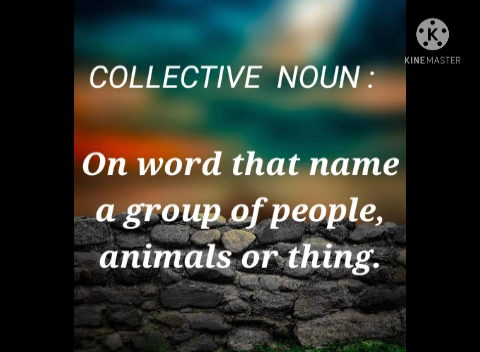 COLLECTIVE NOUN :
KINEMASTER
On word that name
a group of people,
animals or thing.